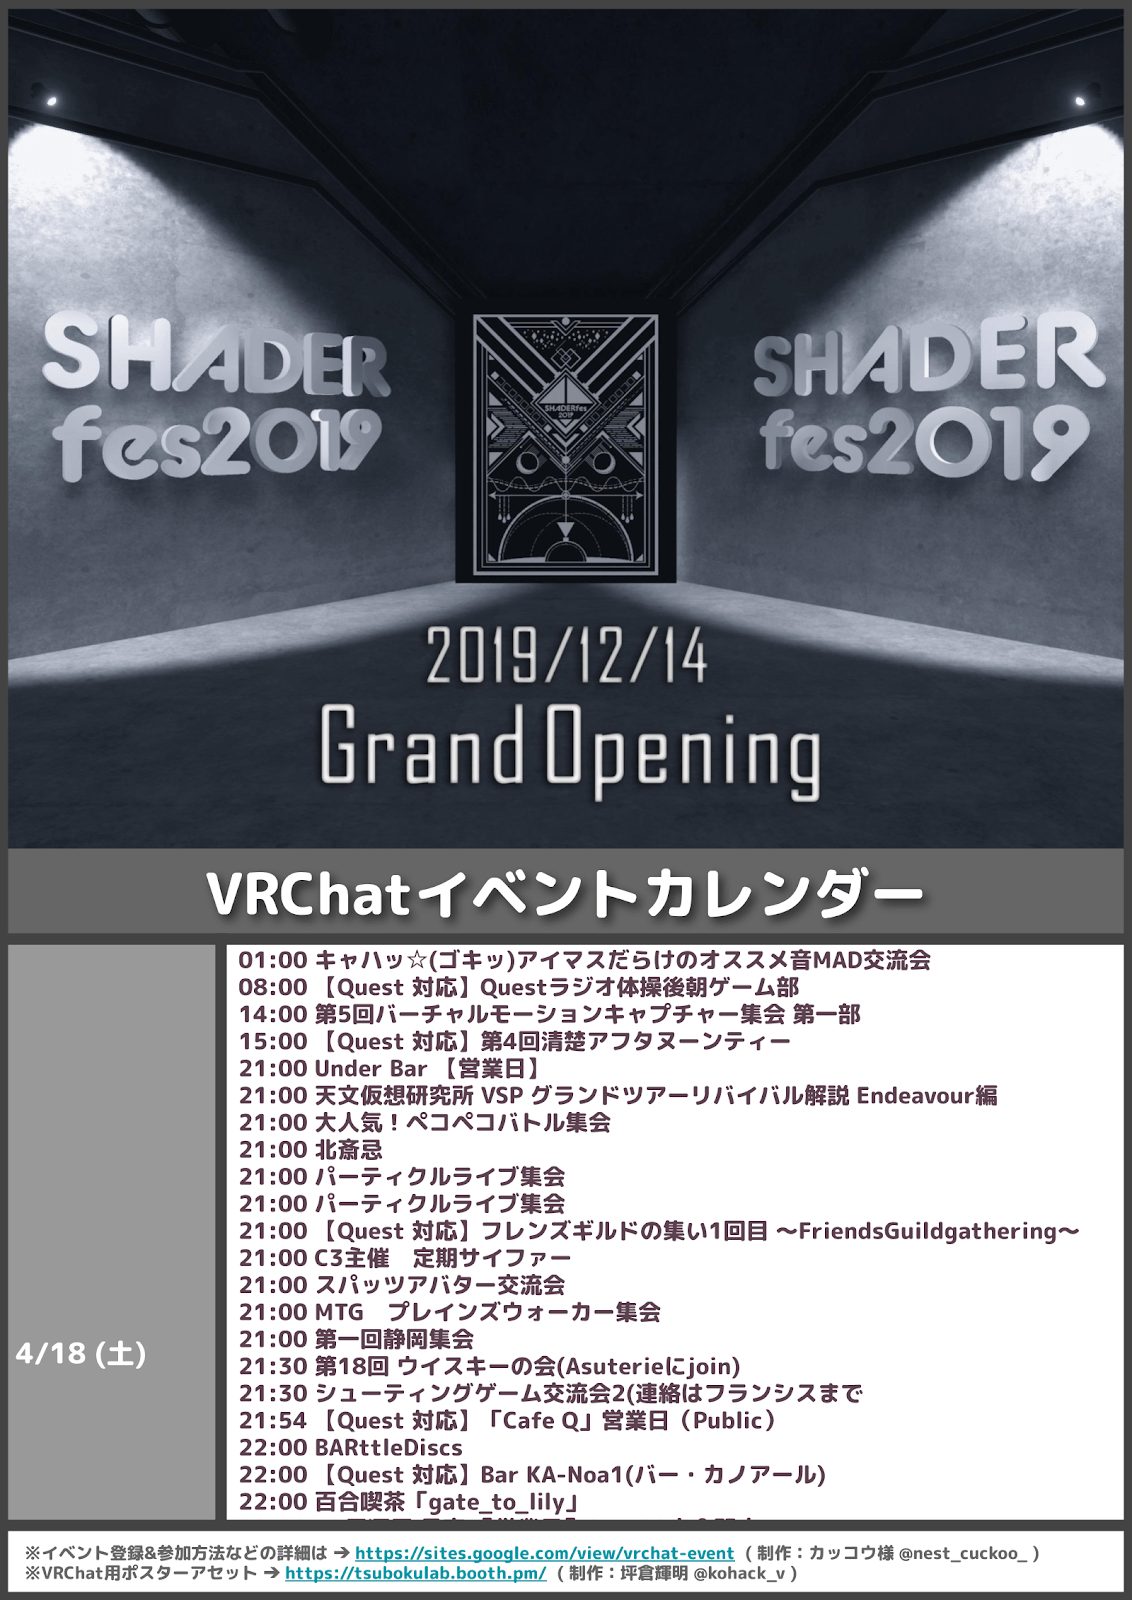 SHADER
fes2019
SHADER
fes2019
SHADERfes
2019
2019/12/14
Grand Opening
VRChatイベントカレンダー
4/18 (土)
01:00 キャハッ☆(ゴキッ)アイマスだらけのオススメ音MAD交流会
08:00 【Quest 対応】Questラジオ体操後朝ゲーム部
14:00 第5回バーチャルモーションキャプチャー集会 第一部
15:00 【Quest 対応】第4回清楚アフタヌーンティー
21:00 Under Bar 【営業日】
21:00 天文仮想研究所 VSP グランドツアーリバイバル解説 Endeavour編
21:00 大人気！ペコペコバトル集会
21:00 北斎忌
21:00 パーティクルライブ集会
21:00 パーティクルライブ集会
21:00 【Quest 対応】フレンズギルドの集い1回目 ～FriendsGuildgathering～
21:00 C3主催　定期サイファー
21:00 スパッツアバター交流会
21:00 MTG　プレインズウォーカー集会
21:00 第一回静岡集会
21:30 第18回 ウイスキーの会(Asuterieにjoin)
21:30 シューティングゲーム交流会2(連絡はフランシスまで
21:54 【Quest 対応】「Cafe Q」営業日（Public）
22:00 BARttleDiscs
22:00 【Quest 対応】Bar KA-Noa1(バー・カノアール)
22:00 百合喫茶「gate_to_lily」
※イベント登録&参加方法などの詳細は ➔ https://sites.google.com/view/vrchat-event （制作：カッコウ様 @nest_cuckoo_ ）
※VRChat用ポスターアセット ➔ https://tsubokulab.booth.pm/ （制作：坪倉輝明 @kohack_v ）